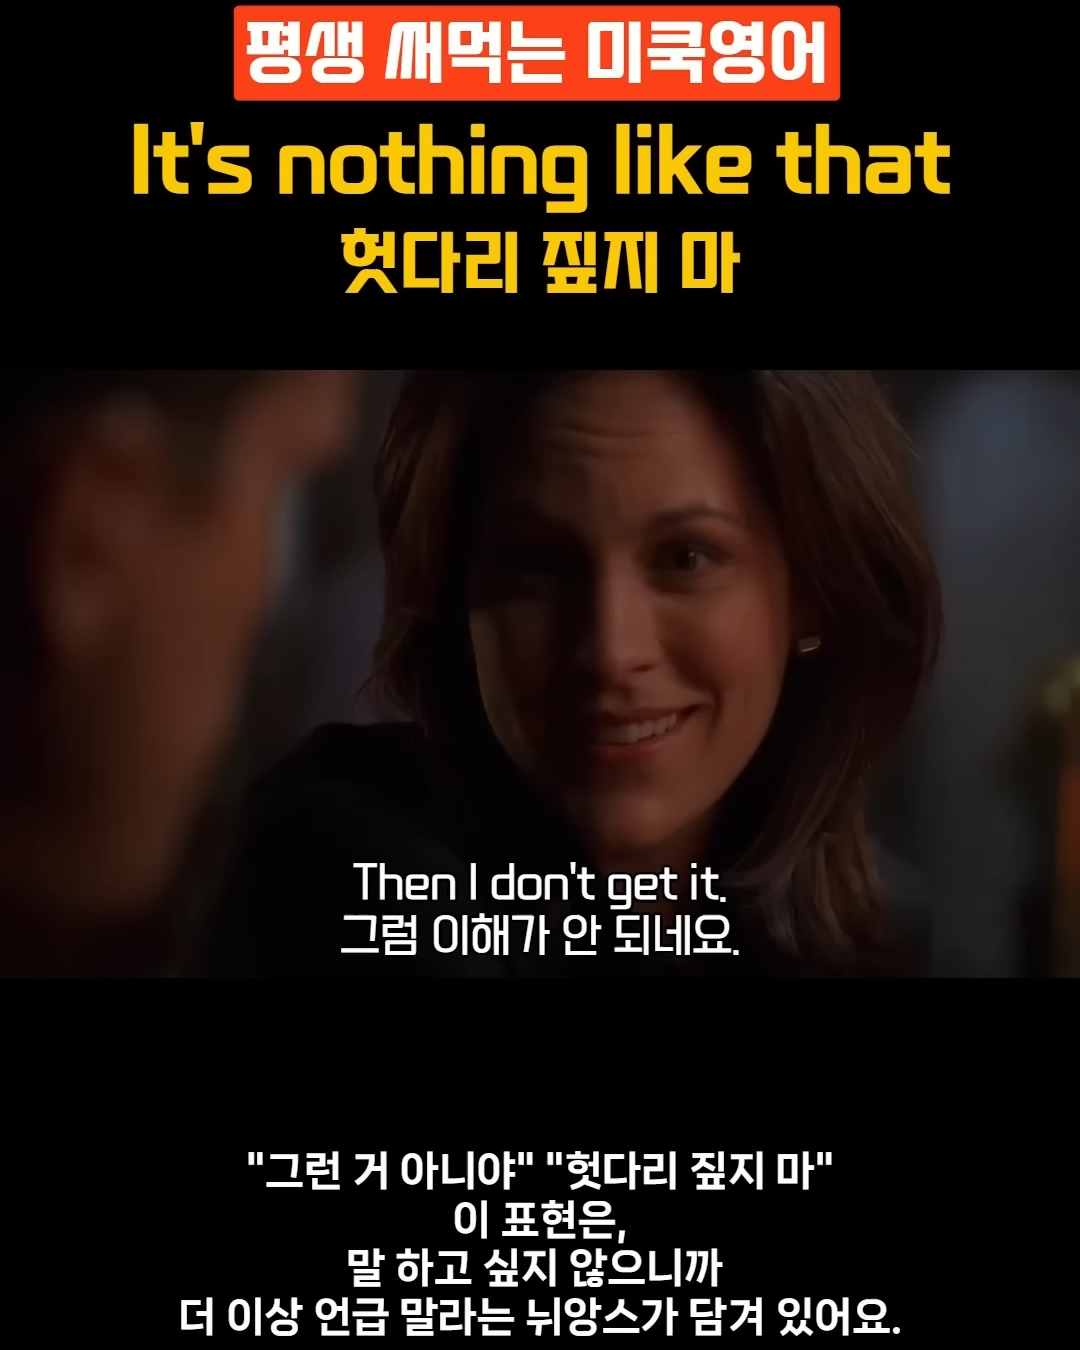 평생 써먹는 미쿡영어
It's nothing like that
헛다리 짚지 마
Then I don't get it.
그럼 이해가 안 되네요.
"그런 거 아니야" "헛다리 짚지 마"
이 표현은,
말 하고 싶지 않으니까
더 이상 언급 말라는 뉘앙스가 담겨 있어요.